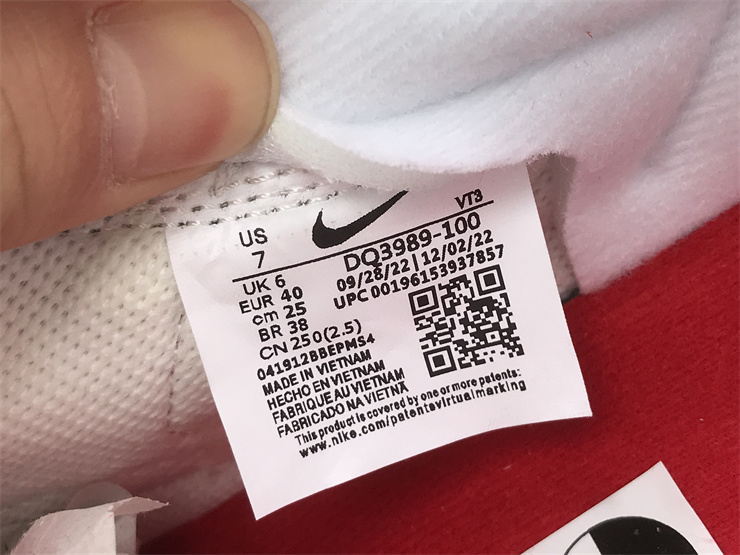 VT3
US
7
DQ3989-100
09/28/22 | 12/02/22
UPC 00196153937857
UK 6
EUR 40
cm 25
BR 38
CN 250(2.5)
041912BBEPMS4
MADE IN VIETNAM
HECHO EN VIETNAM
FABRIQUE AU VIETNAM
FABRICADO NA VIETNÃ
This product is covered by one or more patents:
www.nike.com/patentsvirtualmarking